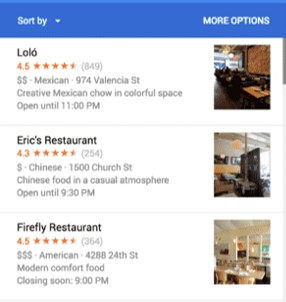 Sort by MORE OPTIONS
Loló
4.5 (849)
$$ · Mexican · 974 Valencia St
Creative Mexican chow in colorful space
Open until 11:00 PM
Eric's Restaurant
4.3 (254)
$ · Chinese · 1500 Church St
Chinese food in a casual atmosphere
Open until 9:30 PM
Firefly Restaurant
4.5 (364)
$$$ · American · 4288 24th St
Modern comfort food
Closing soon: 9:00 PM